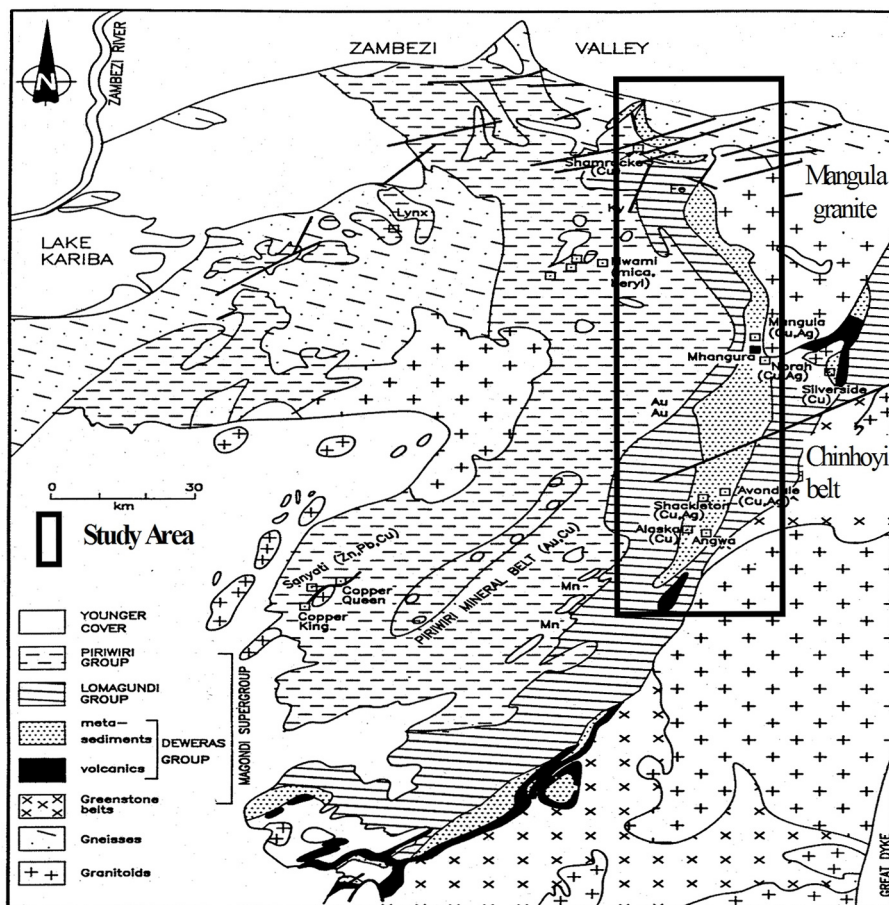 ZAMBEZI RIVER
ZAMBEZI VALLEY
N
Shamrocke
(Cu)
Fe
Ky
Mangula
granite
Lynx
LAKE
KARIBA
(mica,
beryl)
Mangula
(Cu,Ag)
Mhangura
Norah
(Cu,Ag)
Silverside
(Cu)
Au
Au
Chinhoyi
belt
0 30
km
Avondale
(Cu,Ag)
Shackleton
(Cu,Ag)
Alaska
(Cu)
Angwa
Study Area
Sanyati (Zn,Pb,Cu)
Copper
Queen
Copper
King
PIRIWIRI MINERAL BELT (Au,Cu)
Mn
Mn
YOUNGER
COVER
PIRIWIRI
GROUP
LOMAGUNDI
GROUP
meta-
sediments
volcanics
DEWERAS
GROUP
MAGONDI SUPERGROUP
Greenstone
belts
Gneisses
Granitoids
GREAT DYKE